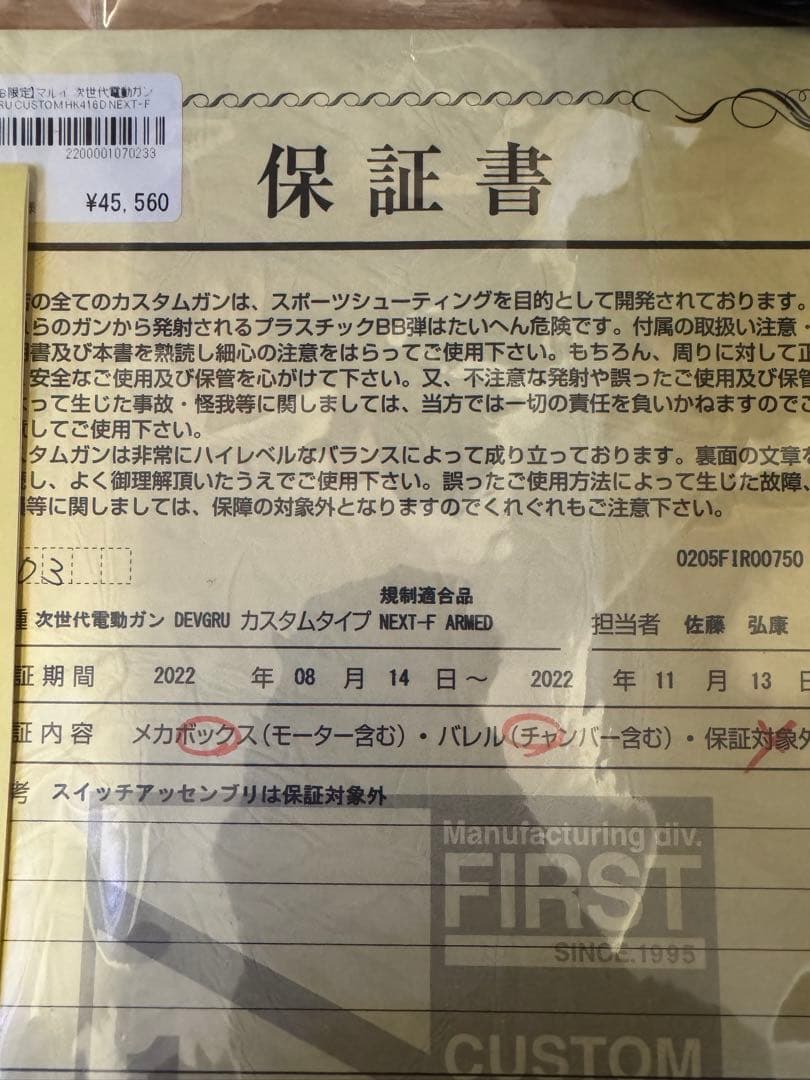 B限定】マルイ 次世代電動ガン
RU CUSTOM HK416D NEXT-F
2200001070233
¥45,560
保証書
の全てのカスタムガンは、スポーツシューティングを目的として開発されております。
らのガンから発射されるプラスチックBB弾はたいへん危険です。付属の取扱い注意・
書及び本書を熟読し細心の注意をはらってご使用下さい。もちろん、周りに対して正
安全なご使用及び保管を心がけて下さい。又、不注意な発射や誤ったご使用及び保管
って生じた事故・怪我等に関しましては、当方では一切の責任を負いかねますのでご
してご使用下さい。
スタムガンは非常にハイレベルなバランスによって成り立っております。裏面の文章を
し、よく御理解頂いたうえでご使用下さい。誤ったご使用方法によって生じた故障、
等に関しましては、保障の対象外となりますのでくれぐれもご注意下さい。
03
0205FIR00750
規制適合品
種 次世代電動ガン DEVGRU カスタムタイプ NEXT-F ARMED 担当者 佐藤 弘康
証期間 2022 年 08 月 14 日～ 2022 年 11 月 13 日
証内容 メカボックス(モーター含む)・バレル(チャンバー含む)・保証対象外
考 スイッチアッセンブリは保証対象外
Manufacturing div.
FIRST
SINCE.1995
CUSTOM